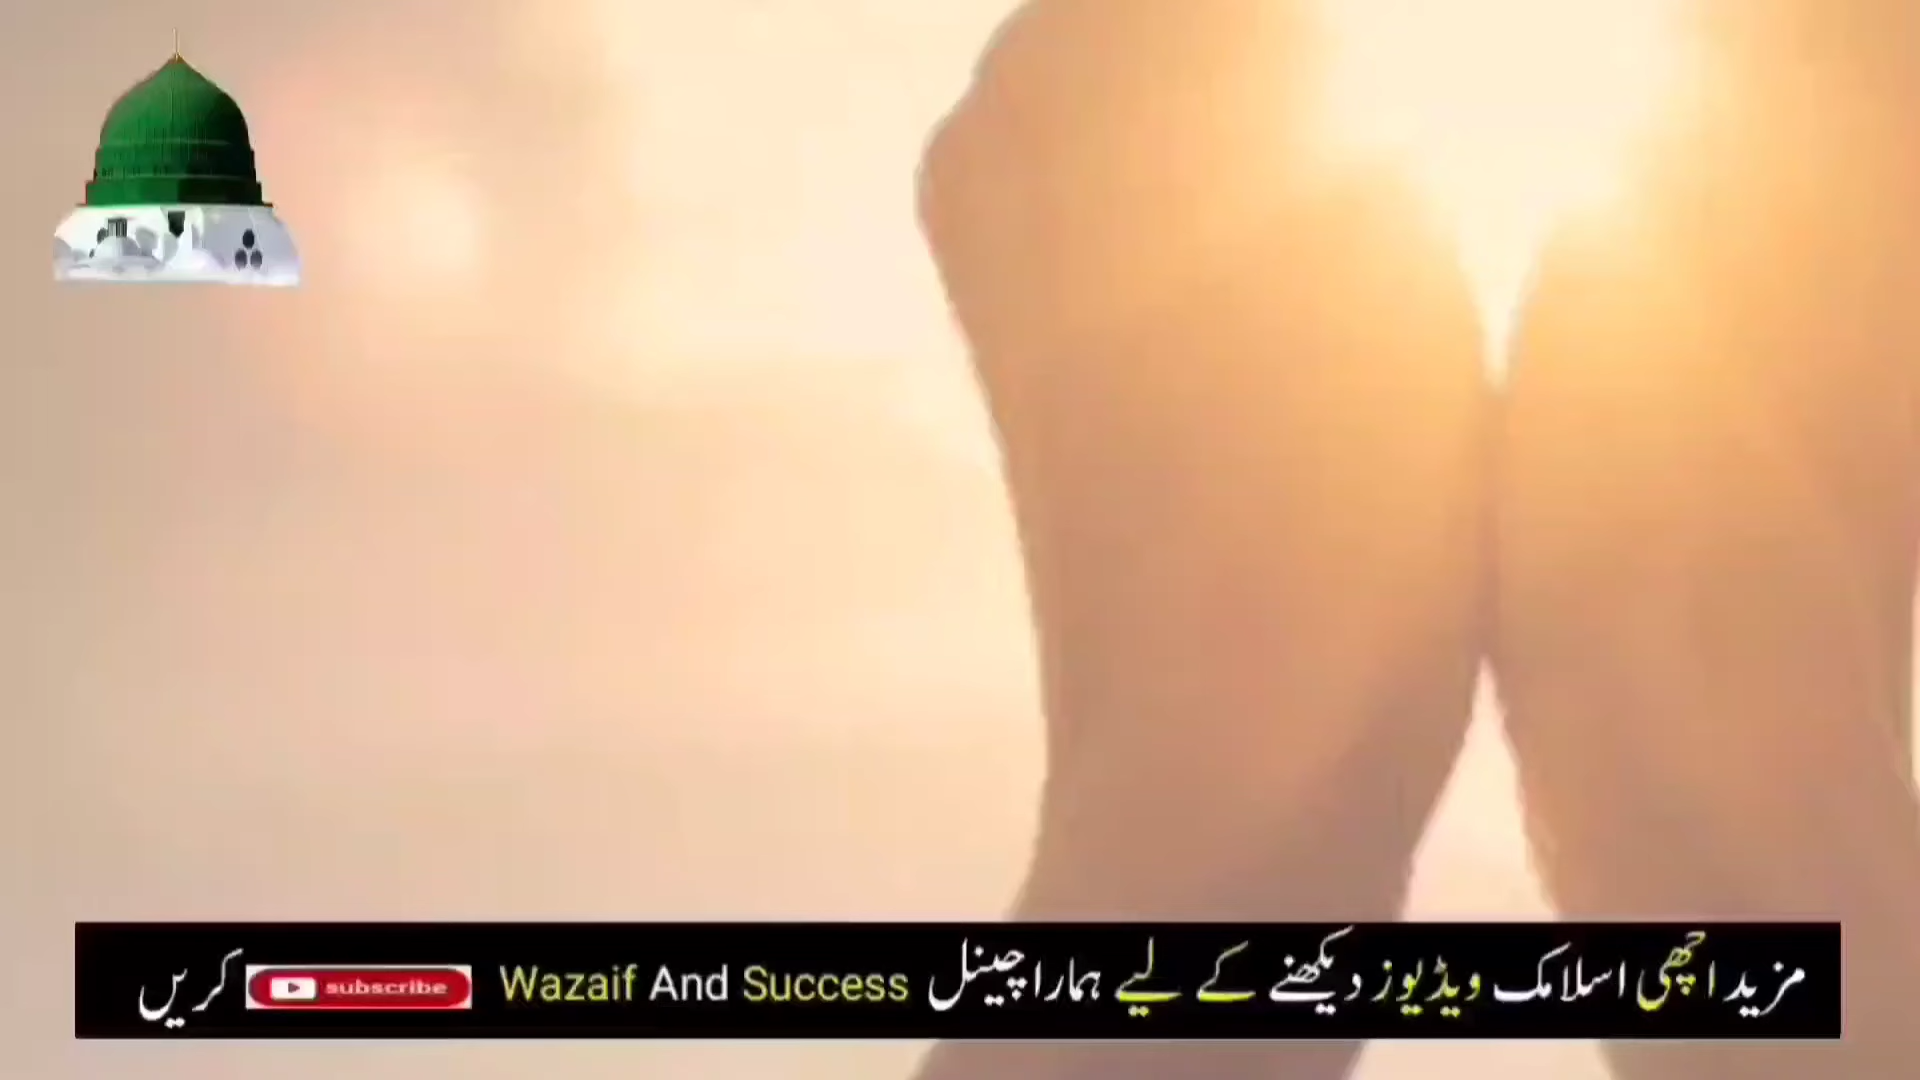 مزید اچھی اسلامک ویڈیوز دیکھنے کے لیے ہمارا چینل Wazaif And Success subscribe کریں